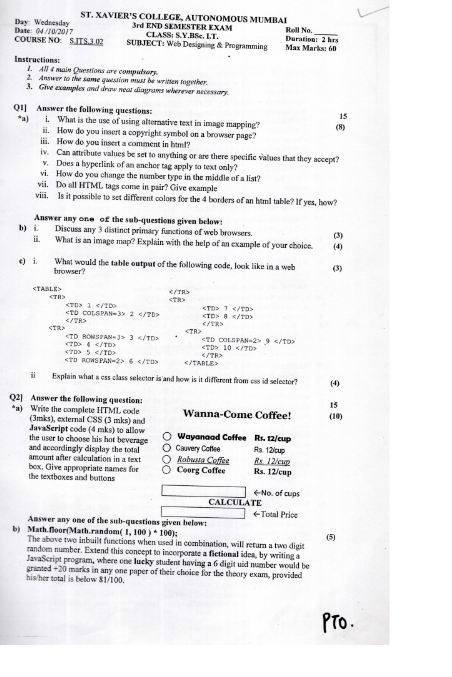 ST. XAVIER'S COLLEGE, AUTONOMOUS MUMBAI
Day: Wednesday 3rd END SEMESTER EXAM Roll No.
Date: 04/10/2017 CLASS: S.Y.BSc. I.T. Duration: 2 hrs
COURSE NO: S.ITS.3.02 SUBJECT: Web Designing & Programming Max Marks: 60
Instructions:
1. All 4 main Questions are compulsory.
2. Answer to the same question must be written together.
3. Give examples and draw neat diagrams wherever necessary.
Q1] Answer the following questions: 15
*a) i. What is the use of using alternative text in image mapping? (8)
ii. How do you insert a copyright symbol on a browser page?
iii. How do you insert a comment in html?
iv. Can attribute values be set to anything or are there specific values that they accept?
v. Does a hyperlink of an anchor tag apply to text only?
vi. How do you change the number type in the middle of a list?
vii. Do all HTML tags come in pair? Give example
viii. Is it possible to set different colors for the 4 borders of an html table? If yes, how?
Answer any one of the sub-questions given below:
b) i. Discuss any 3 distinct primary functions of web browsers. (3)
ii. What is an image map? Explain with the help of an example of your choice. (4)
c) i. What would the table output of the following code, look like in a web (3)
browser?
<TABLE>
<TR>
<TD> 1 </TD>
<TD COLSPAN=3> 2 </TD>
</TR>
<TR>
<TD ROWSPAN=3> 3 </TD>
<TD> 4 </TD>
<TD> 5 </TD>
<TD ROWSPAN=2> 6 </TD>
</TR>
<TR>
<TD> 7 </TD>
<TD> 8 </TD>
</TR>
<TR>
<TD COLSPAN=2> 9 </TD>
<TD> 10 </TD>
</TR>
</TABLE>
ii Explain what a css class selector is and how is it different from css id selector? (4)
Q2] Answer the following question: 15
*a) Write the complete HTML code (10)
(3mks), external CSS (3 mks) and
JavaScript code (4 mks) to allow
the user to choose his hot beverage
and accordingly display the total
amount after calculation in a text
box. Give appropriate names for
the textboxes and buttons
Wanna-Come Coffee!
Wayanaad Coffee Rs. 12/cup
Cauvery Coffee Rs. 12/cup
Robusta Coffee Rs. 12/cup
Coorg Coffee Rs. 12/cup
←No. of cups
CALCULATE
←Total Price
Answer any one of the sub-questions given below:
b) Math.floor(Math.random( 1, 100 ) * 100); (5)
The above two inbuilt functions when used in combination, will return a two digit
random number. Extend this concept to incorporate a fictional idea, by writing a
JavaScript program, where one lucky student having a 6 digit uid number would be
granted +20 marks in any one paper of their choice for the theory exam, provided
his/her total is below 81/100.
PTO.